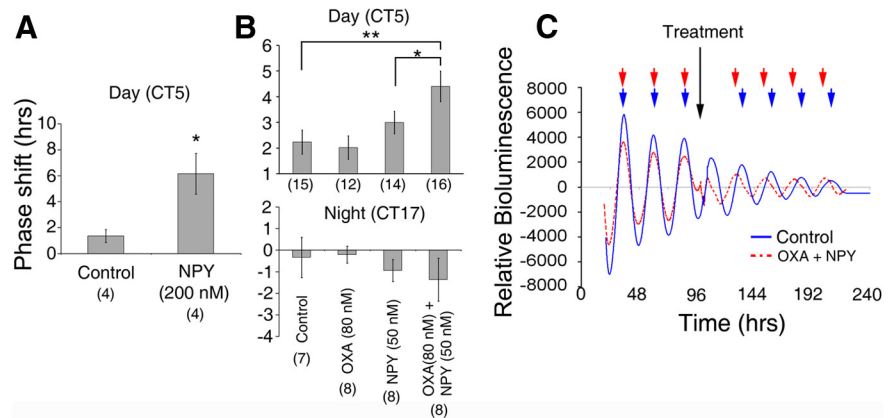 A
Day (CT5)
Phase shift (hrs)
10
8
6
4
2
0
*
Control
(4)
NPY
(200 nM)
(4)
B
Day (CT5)
**
*
6
5
4
3
2
1
(15) (12) (14) (16)
Night (CT17)
2
1
0
-1
-2
-3
-4
Control
(7)
OXA (80 nM)
(8)
NPY (50 nM)
(8)
OXA(80 nM) +
NPY (50 nM)
(8)
C
Treatment
Relative Bioluminescence
8000
6000
4000
2000
0
-2000
-4000
-6000
-8000
Control
OXA + NPY
0 48 96 144 192 240
Time (hrs)